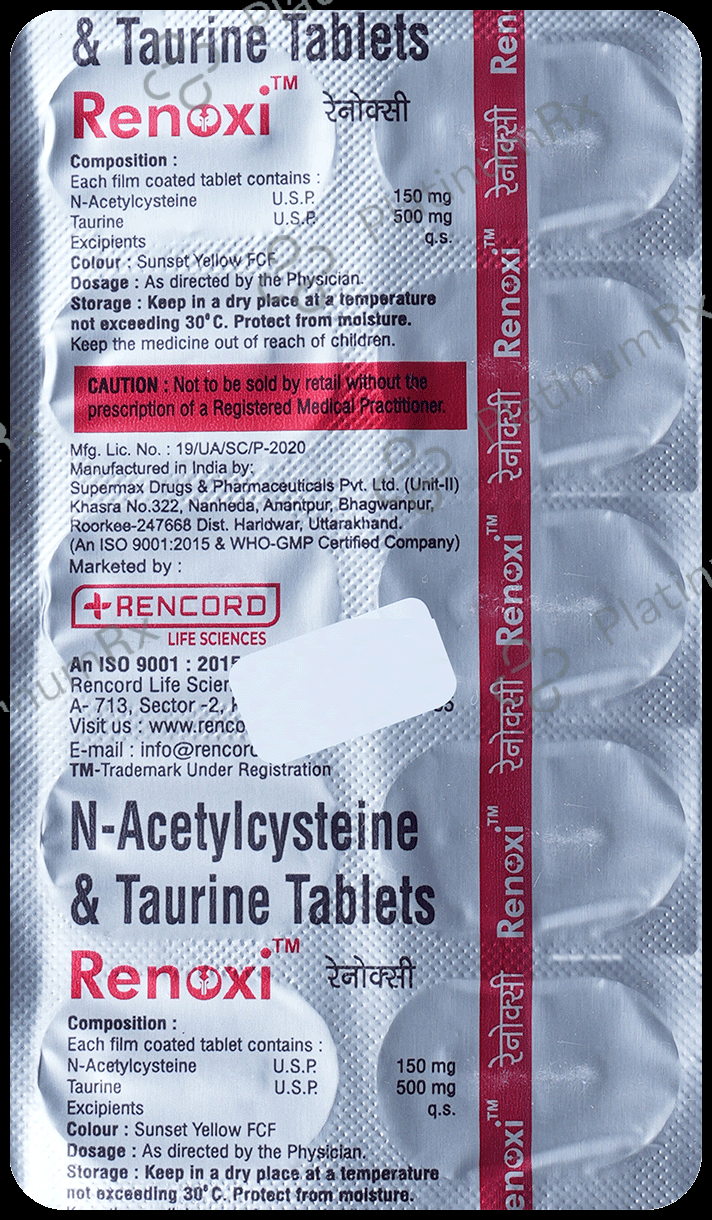 & Taurine Tablets
Renoxi™ रेनोक्सी
Composition :
Each film coated tablet contains :
N-Acetylcysteine U.S.P. 150 mg
Taurine U.S.P. 500 mg
Excipients q.s.
Colour : Sunset Yellow FCF
Dosage : As directed by the Physician.
Storage : Keep in a dry place at a temperature
not exceeding 30°C. Protect from moisture.
Keep the medicine out of reach of children.
CAUTION : Not to be sold by retail without the
prescription of a Registered Medical Practitioner.
Mfg. Lic. No. : 19/UA/SC/P-2020
Manufactured in India by:
Supermax Drugs & Pharmaceuticals Pvt. Ltd. (Unit-II)
Khasra No.322, Nanheda, Anantpur, Bhagwanpur,
Roorkee-247668 Dist. Haridwar, Uttarakhand.
(An ISO 9001:2015 & WHO-GMP Certified Company)
Marketed by :
RENCORD
LIFE SCIENCES
An ISO 9001 : 2015
Rencord Life
A- 713, Sector -2,
Visit us :
E-mail :
TM-Trademark Under Registration
N-Acetylcysteine
& Taurine Tablets
Renoxi™ रेनोक्सी
Composition :
Each film coated tablet contains :
N-Acetylcysteine U.S.P. 150 mg
Taurine U.S.P. 500 mg
Excipients q.s.
Colour : Sunset Yellow FCF
Dosage : As directed by the Physician.
Storage : Keep in a dry place at a temperature
not exceeding 30°C. Protect from moisture.
Ren
रेनोक्सी
Renoxi™
रेनोक्सी
Renoxi™
रेनोक्सी
Renoxi™
रेनोक्सी
Renoxi™
PlatinumRx
PlatinumRx
PlatinumRx